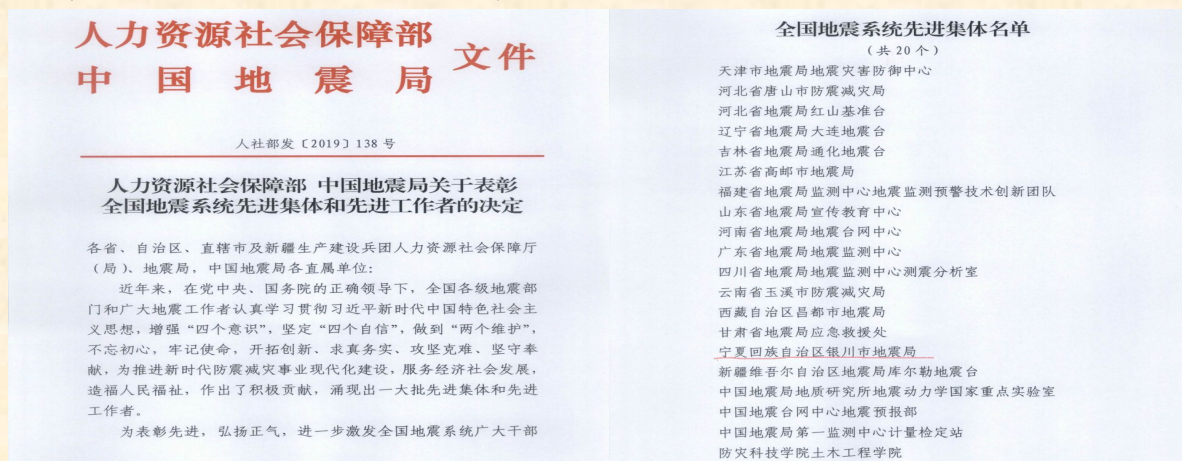 人力资源社会保障部
中国地震局
文件
人社部发〔2019〕138号
人力资源社会保障部 中国地震局关于表彰
全国地震系统先进集体和先进工作者的决定
各省、自治区、直辖市及新疆生产建设兵团人力资源社会保障厅
（局）、地震局，中国地震局各直属单位：
近年来，在党中央、国务院的正确领导下，全国各级地震部
门和广大地震工作者认真学习贯彻习近平新时代中国特色社会主
义思想，增强“四个意识”，坚定“四个自信”，做到“两个维护”，
不忘初心，牢记使命，开拓创新、求真务实、攻坚克难、坚守奉
献，为推进新时代防震减灾事业现代化建设，服务经济社会发展，
造福人民福祉，作出了积极贡献，涌现出一大批先进集体和先进
工作者。
为表彰先进，弘扬正气，进一步激发全国地震系统广大干部
全国地震系统先进集体名单
（共20个）
天津市地震局地震灾害防御中心
河北省唐山市防震减灾局
河北省地震局红山基准台
辽宁省地震局大连地震台
吉林省地震局通化地震台
江苏省高邮市地震局
福建省地震局监测中心地震监测预警技术创新团队
山东省地震局宣传教育中心
河南省地震局地震台网中心
广东省地震局地震监测中心
四川省地震局地震监测中心测震分析室
云南省玉溪市防震减灾局
西藏自治区昌都市地震局
甘肃省地震局应急救援处
宁夏回族自治区银川市地震局
新疆维吾尔自治区地震局库尔勒地震台
中国地震局地质研究所地震动力学国家重点实验室
中国地震台网中心地震预报部
中国地震局第一监测中心计量检定站
防灾科技学院土木工程学院